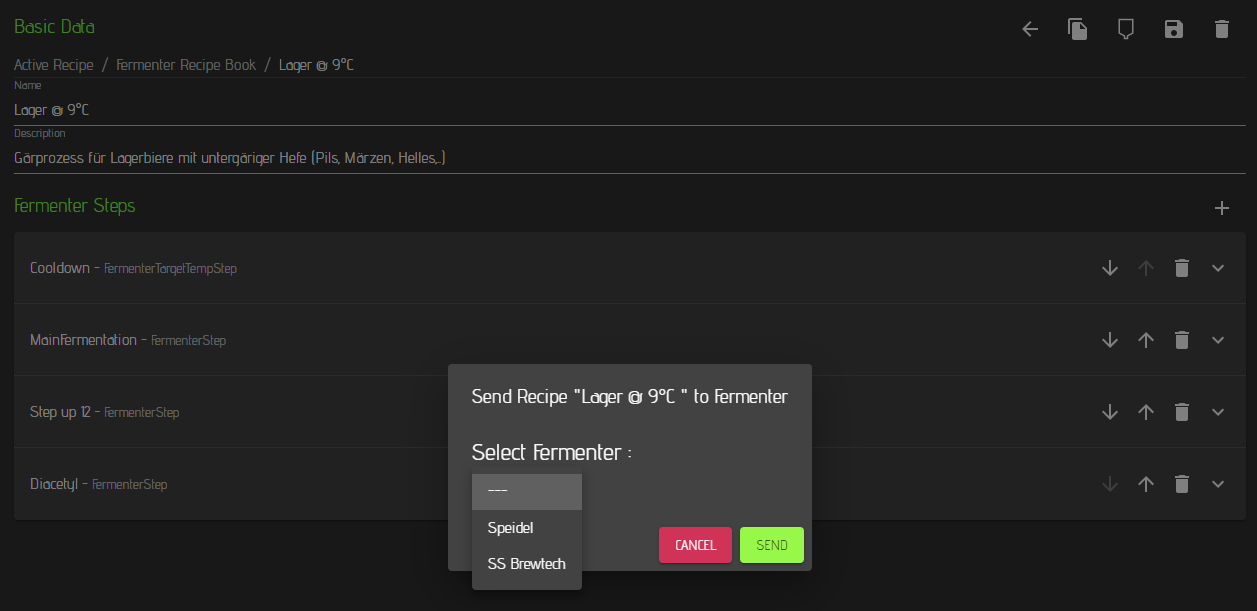 Basic Data
Active Recipe / Fermenter Recipe Book / Lager @ 9°C
Name
Lager @ 9°C
Description
Gärprozess für Lagerbiere mit untergäriger Hefe (Pils, Märzen, Helles,..)
Fermenter Steps
Cooldown - FermenterTargetTempStep
MainFermentation - FermenterStep
Step up 12 - FermenterStep
Diacetyl - FermenterStep
Send Recipe "Lager @ 9°C " to Fermenter
Select Fermenter :
---
Speidel
SS Brewtech
CANCEL
SEND